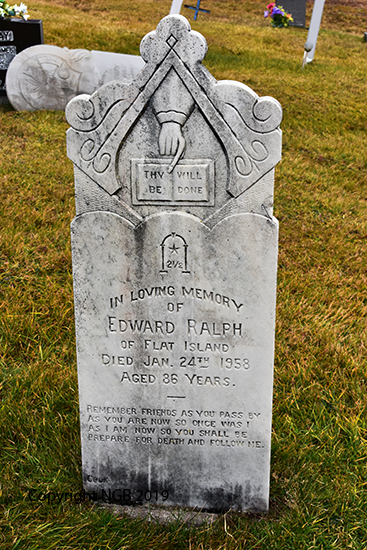 THY WILL
BE DONE
2½
IN LOVING MEMORY
OF
EDWARD RALPH
OF FLAT ISLAND
DIED JAN. 24TH 1958
AGED 86 YEARS.
REMEMBER FRIENDS AS YOU PASS BY
AS YOU ARE NOW SO ONCE WAS I
AS I AM NOW SO YOU SHALL BE
PREPARE FOR DEATH AND FOLLOW ME.
COOK
Copyright NGB 2019